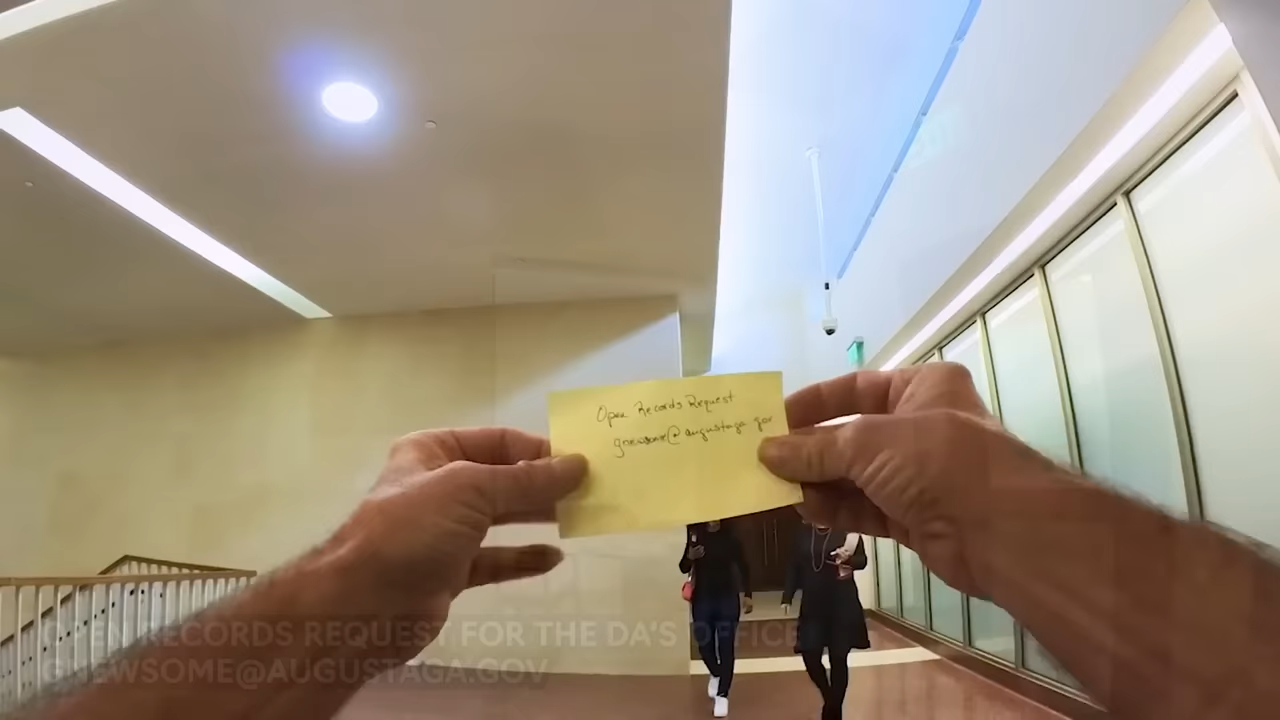 Open Records Request
gnewsome@augustaga gov
OPEN RECORDS REQUEST FOR THE DA'S OFFICE
GNEWSOME@AUGUSTAGA.GOV